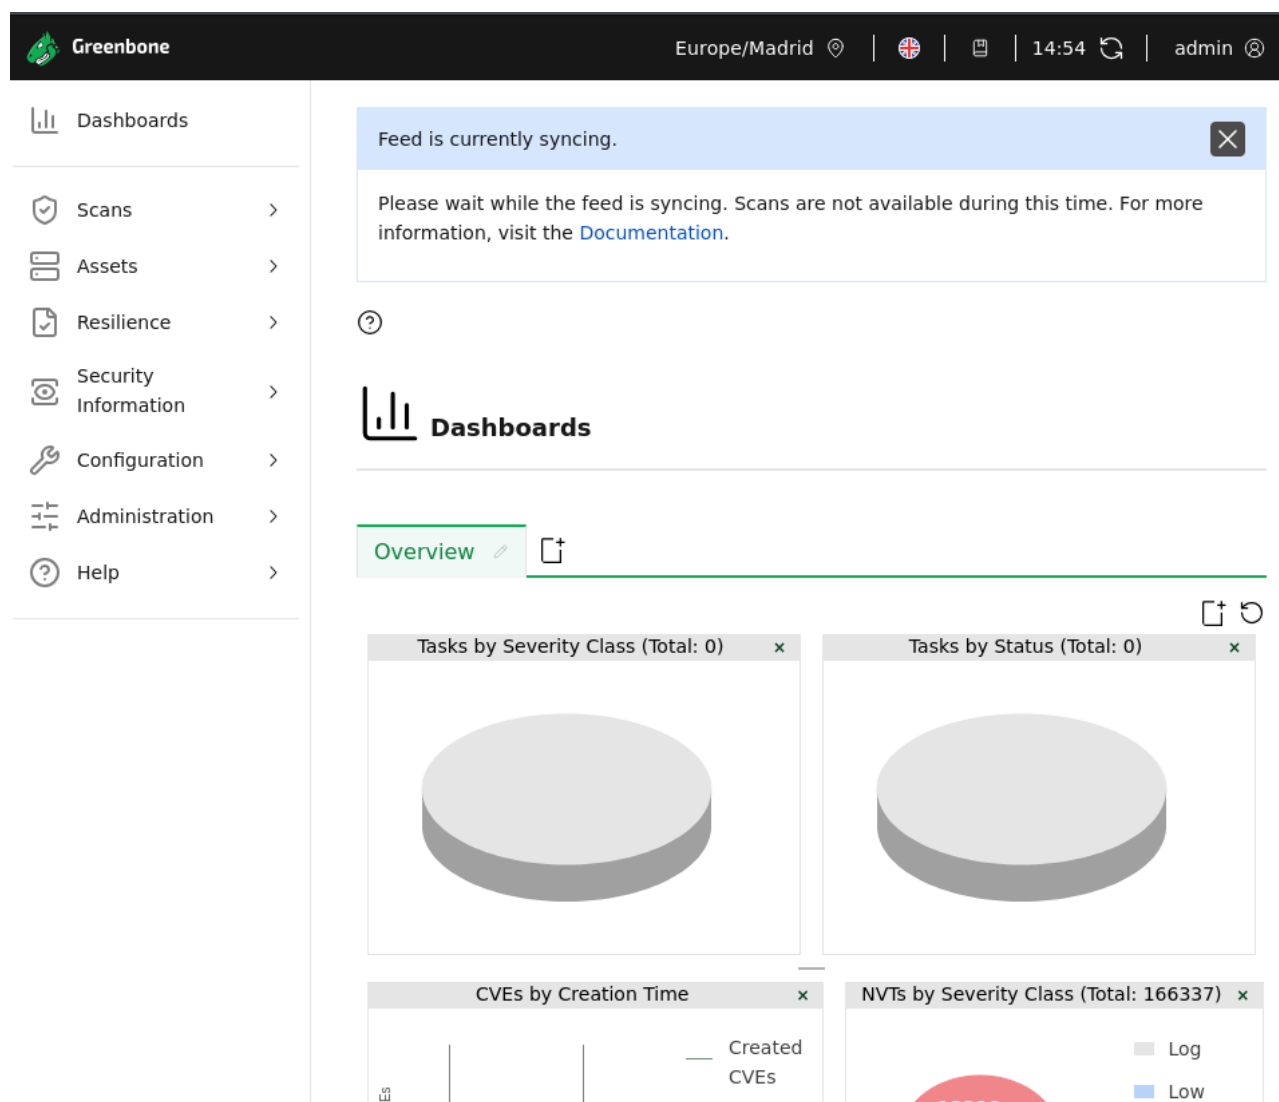 Greenbone
Europe/Madrid
14:54
admin
Dashboards
Scans
Assets
Resilience
Security
Information
Configuration
Administration
Help
Feed is currently syncing.
Please wait while the feed is syncing. Scans are not available during this time. For more
information, visit the Documentation.
Dashboards
Overview
Tasks by Severity Class (Total: 0)
Tasks by Status (Total: 0)
CVEs by Creation Time
Created
CVEs
NVTs by Severity Class (Total: 166337)
Log
Low